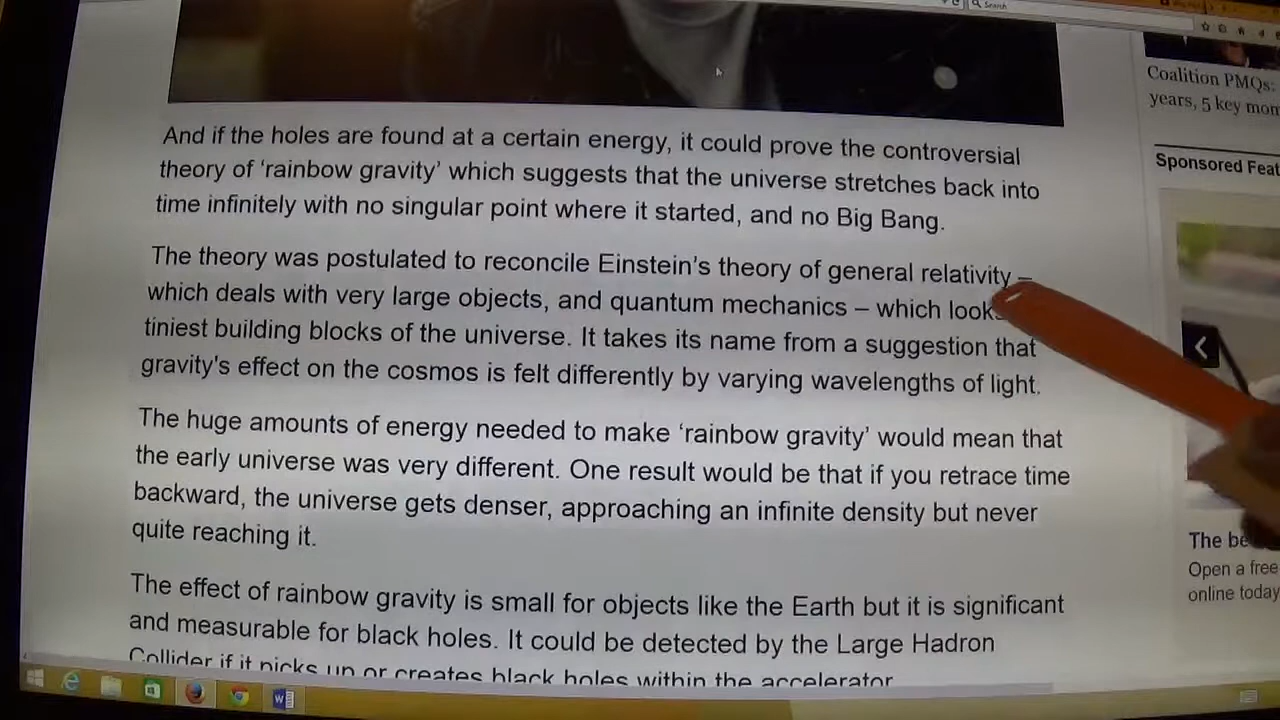 Search
Coalition PMQs:
years, 5 key mom
Sponsored Feat
And if the holes are found at a certain energy, it could prove the controversial
theory of ‘rainbow gravity’ which suggests that the universe stretches back into
time infinitely with no singular point where it started, and no Big Bang.
The theory was postulated to reconcile Einstein’s theory of general relativity –
which deals with very large objects, and quantum mechanics – which looks
tiniest building blocks of the universe. It takes its name from a suggestion that
gravity's effect on the cosmos is felt differently by varying wavelengths of light.
The huge amounts of energy needed to make ‘rainbow gravity’ would mean that
the early universe was very different. One result would be that if you retrace time
backward, the universe gets denser, approaching an infinite density but never
quite reaching it.
The effect of rainbow gravity is small for objects like the Earth but it is significant
and measurable for black holes. It could be detected by the Large Hadron
Collider if it picks up or creates black holes within the accelerator
The be
Open a free
online today